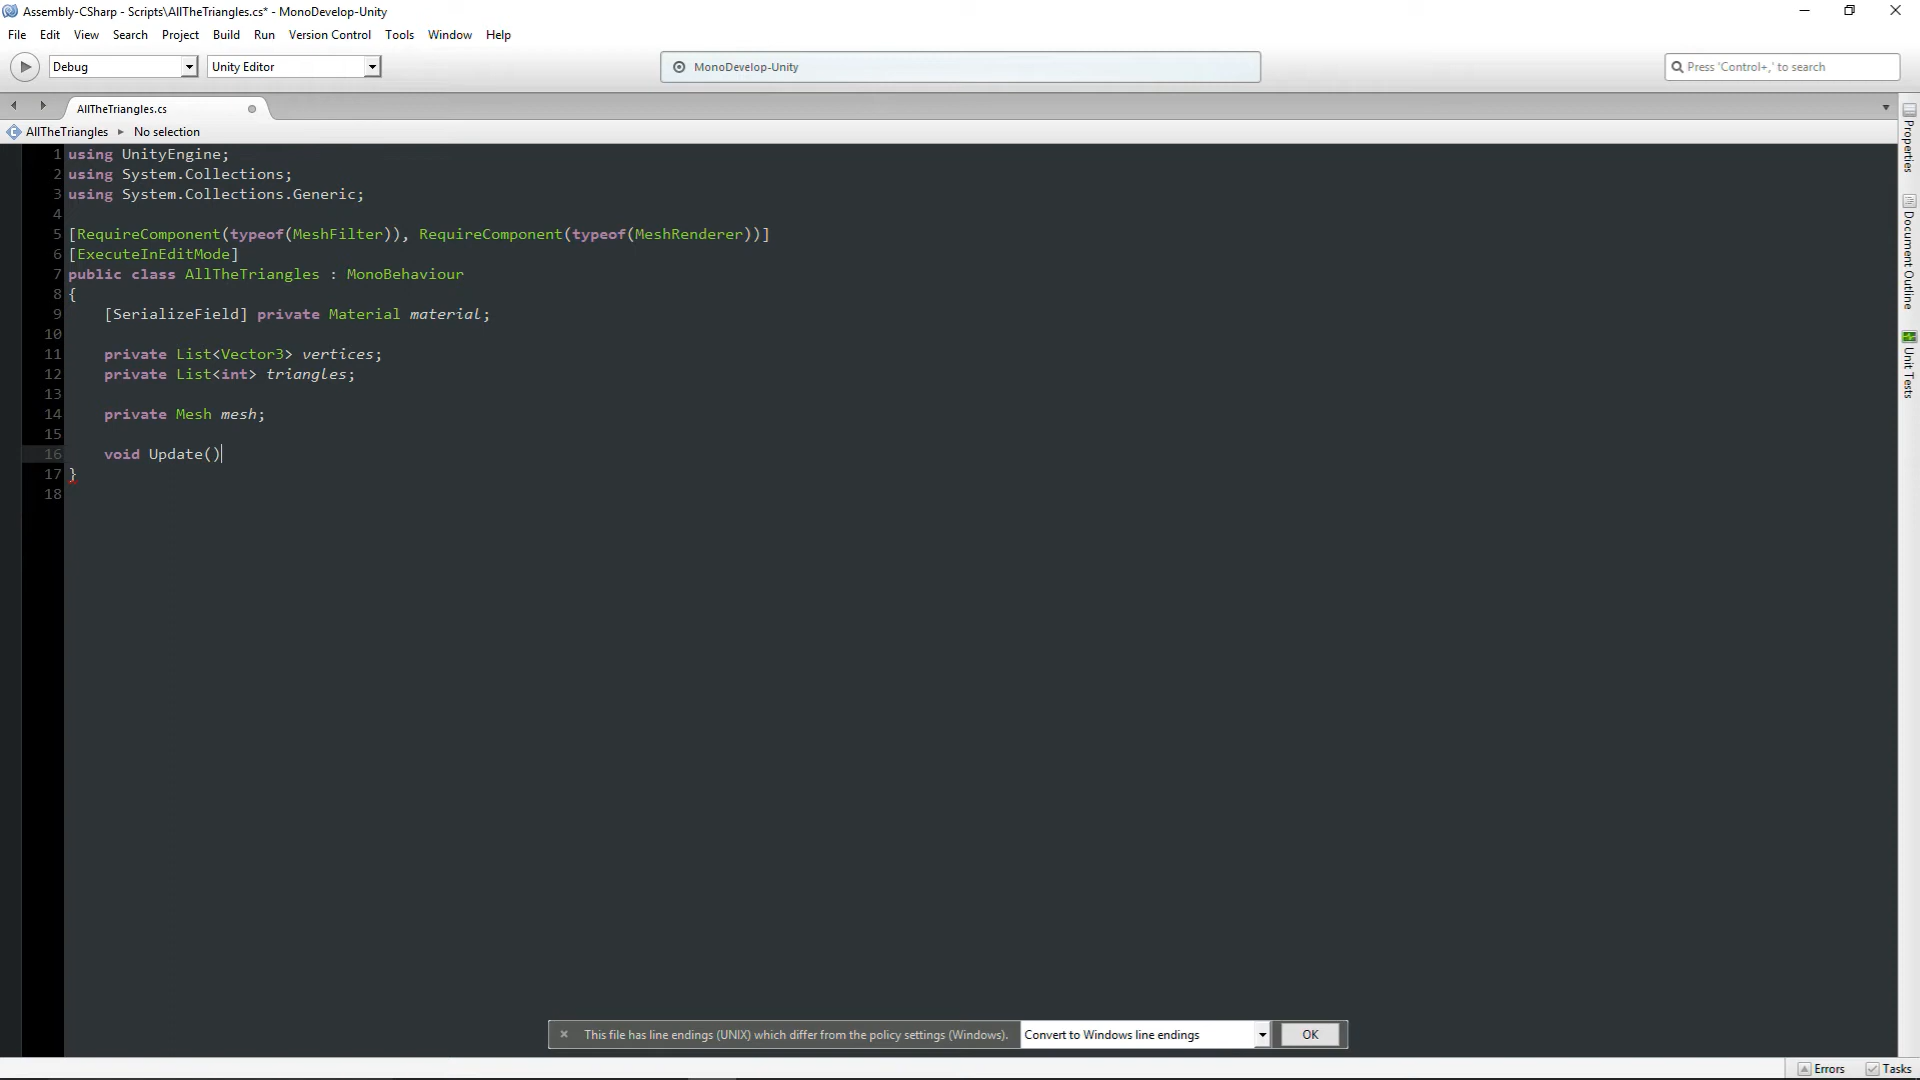 Assembly-CSharp - Scripts\AllTheTriangles.cs* - MonoDevelop-Unity
File Edit View Search Project Build Run Version Control Tools Window Help
Debug Unity Editor MonoDevelop-Unity Press 'Control+,' to search
AllTheTriangles.cs
AllTheTriangles No selection
1 using UnityEngine;
2 using System.Collections;
3 using System.Collections.Generic;
4
5 [RequireComponent(typeof(MeshFilter)), RequireComponent(typeof(MeshRenderer))]
6 [ExecuteInEditMode]
7 public class AllTheTriangles : MonoBehaviour
8 {
9 [SerializeField] private Material material;
10
11 private List<Vector3> vertices;
12 private List<int> triangles;
13
14 private Mesh mesh;
15
16 void Update()
17 }
18
Properties
Document Outline
Unit Tests
This file has line endings (UNIX) which differ from the policy settings (Windows). Convert to Windows line endings OK
Errors Tasks